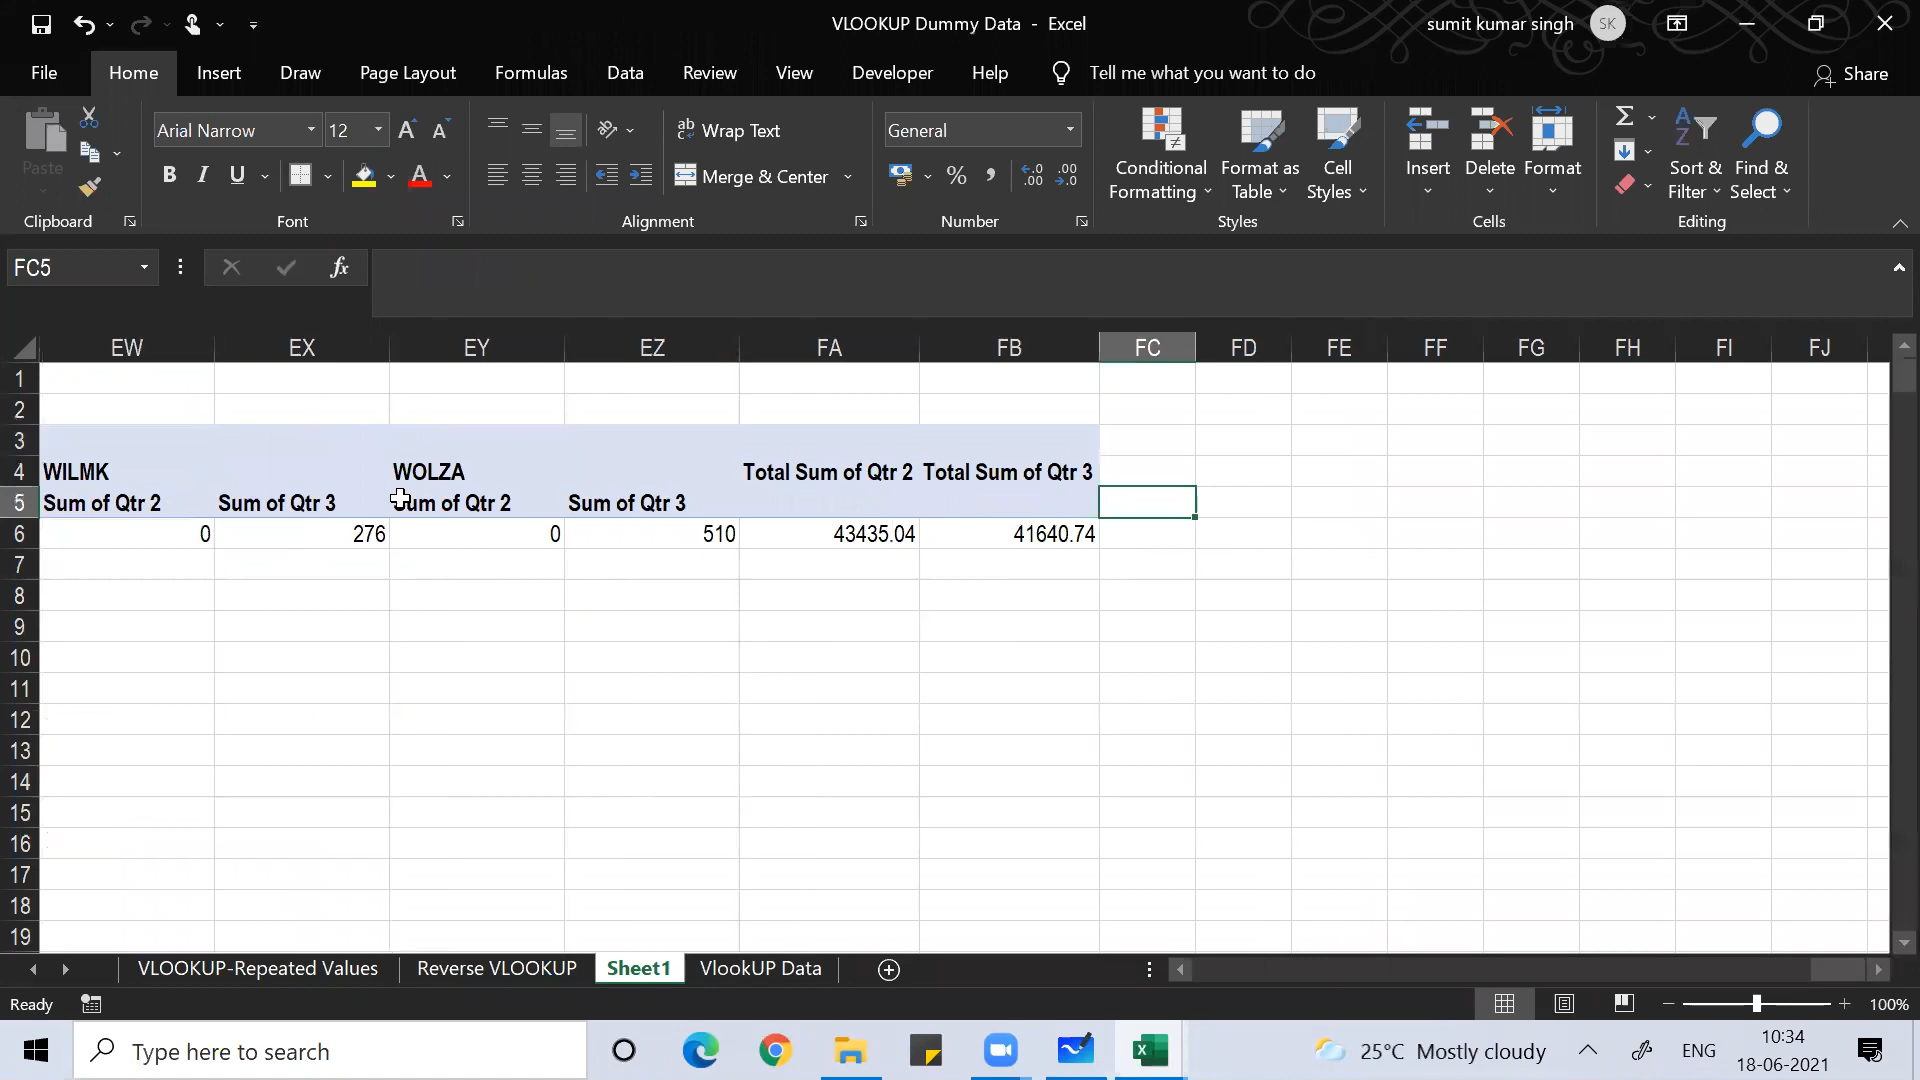 VLOOKUP Dummy Data - Excel
sumit kumar singh SK
File Home Insert Draw Page Layout Formulas Data Review View Developer Help Tell me what you want to do Share
Paste
Clipboard
Arial Narrow 12
B I U
Font
Wrap Text
Merge & Center
Alignment
General
Number
Conditional Formatting
Format as Table
Cell Styles
Styles
Insert Delete Format
Cells
Sort & Filter
Find & Select
Editing
FC5 fx
EW EX EY EZ FA FB FC FD FE FF FG FH FI FJ
1
2
3
4 WILMK WOLZA Total Sum of Qtr 2 Total Sum of Qtr 3
5 Sum of Qtr 2 Sum of Qtr 3 Sum of Qtr 2 Sum of Qtr 3
6 0 276 0 510 43435.04 41640.74
7
8
9
10
11
12
13
14
15
16
17
18
19
VLOOKUP-Repeated Values Reverse VLOOKUP Sheet1 VlookUP Data
Ready 100%
Type here to search 25°C Mostly cloudy ENG 10:34
18-06-2021